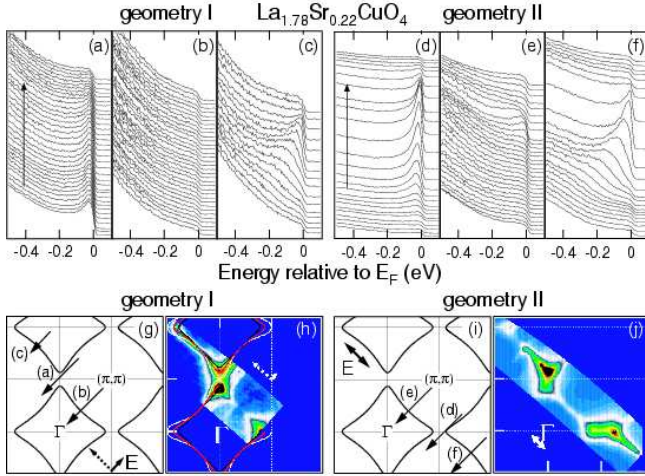 geometry I La1.78Sr0.22CuO4 geometry II
(a) (b) (c) (d) (e) (f)
-0.4 -0.2 0 -0.4 -0.2 0 -0.4 -0.2 0 -0.4 -0.2 0 -0.4 -0.2 0 -0.4 -0.2 0
Energy relative to EF (eV)
geometry I geometry II
(g) (h) (i) (j)
(c)
E
(a) (π,π) (π,π)
(b) (e)
(d)
Γ Γ Γ Γ
E (f)